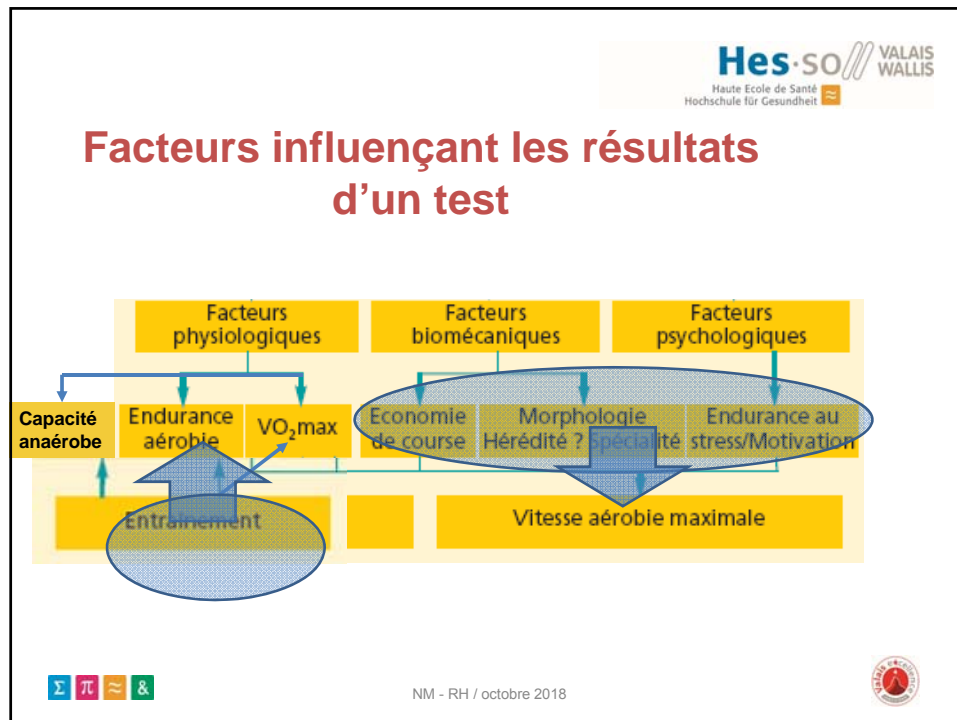 Hes·so VALAIS
WALLIS
Haute Ecole de Santé
Hochschule für Gesundheit
Facteurs influençant les résultats
d’un test
Facteurs
physiologiques
Facteurs
biomécaniques
Facteurs
psychologiques
Capacité
anaérobe
Endurance
aérobie
VO₂max
Economie
de course
Morphologie
Hérédité ? Spécialité
Endurance au
stress/Motivation
Entraînement
Vitesse aérobie maximale
Σ π ≈ &
NM - RH / octobre 2018
Valais excellence